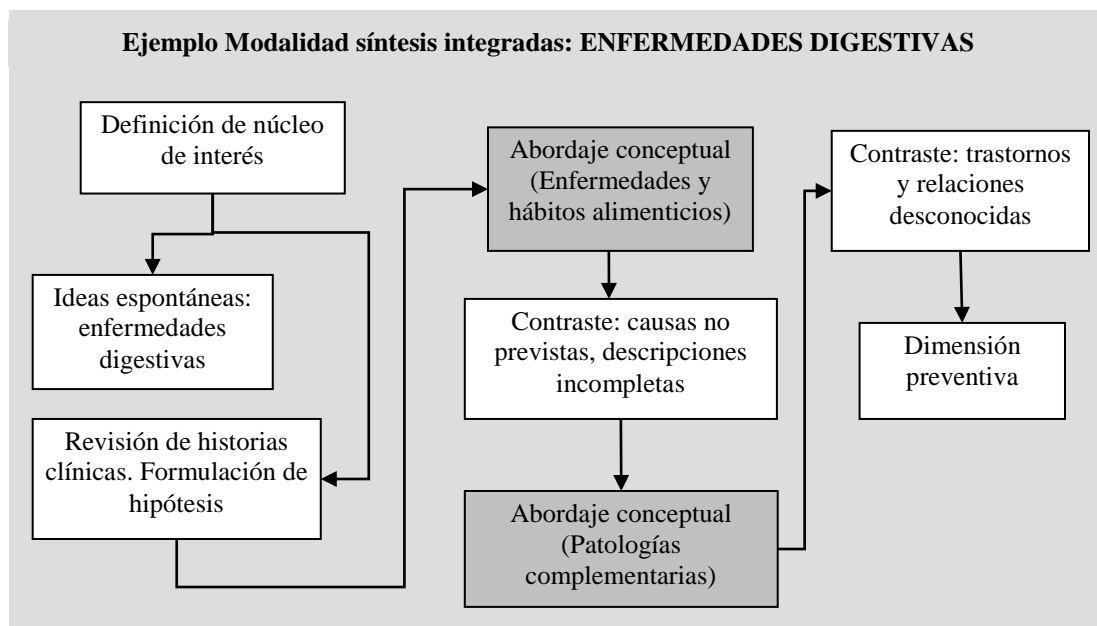 Ejemplo Modalidad síntesis integradas: ENFERMEDADES DIGESTIVAS
Definición de núcleo
de interés
Ideas espontáneas:
enfermedades
digestivas
Revisión de historias
clínicas. Formulación de
hipótesis
Abordaje conceptual
(Enfermedades y
hábitos alimenticios)
Contraste: causas no
previstas, descripciones
incompletas
Abordaje conceptual
(Patologías
complementarias)
Contraste: trastornos
y relaciones
desconocidas
Dimensión
preventiva